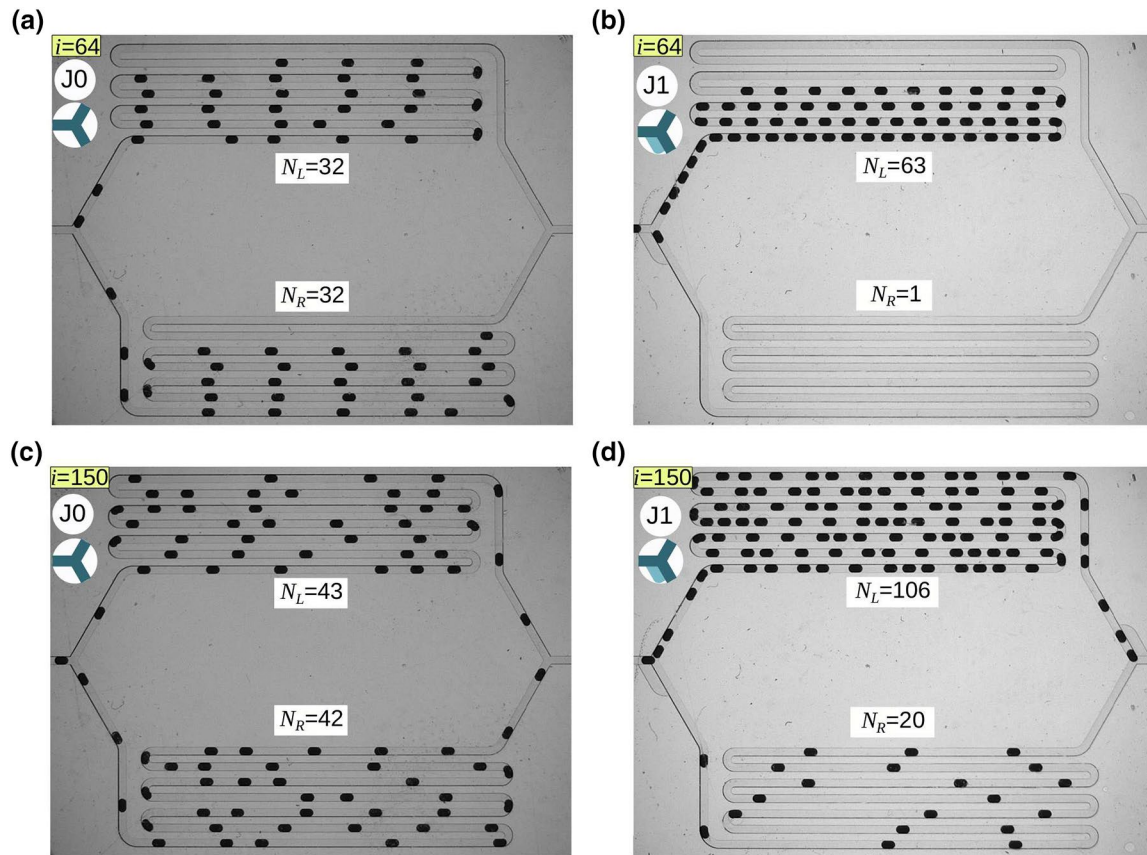 (a)
i=64
J0
N_L=32
N_R=32
(b)
i=64
J1
N_L=63
N_R=1
(c)
i=150
J0
N_L=43
N_R=42
(d)
i=150
J1
N_L=106
N_R=20